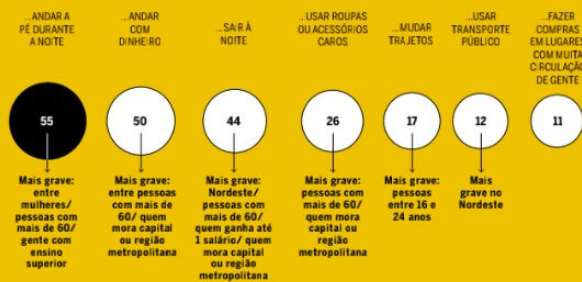 ...ANDAR A
PÉ DURANTE
A NOITE
...ANDAR
COM
DINHEIRO
...SAIR À
NOITE
...USAR ROUPAS
OU ACESSÓRIOS
CAROS
...MUDAR
TRAJETOS
...USAR
TRANSPORTE
PÚBLICO
...FAZER
COMPRAS
EM LUGARES
COM MUITA
CIRCULAÇÃO
DE GENTE
55
50
44
26
17
12
11
Mais grave:
entre
mulheres/
pessoas com
mais de 60/
gente com
ensino
superior
Mais grave:
entre pessoas
com mais de
60/ quem
mora capital
ou região
metropolitana
Mais grave:
Nordeste/
pessoas com
mais de 60/
quem ganha até
1 salário/ quem
mora capital
ou região
metropolitana
Mais grave:
pessoas com
mais de 60/
quem mora
capital ou
região
metropolitana
Mais grave:
pessoas
entre 16 e
24 anos
Mais
grave no
Nordeste